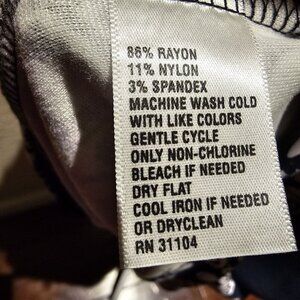 86% RAYON
11% NYLON
3% SPANDEX
MACHINE WASH COLD
WITH LIKE COLORS
GENTLE CYCLE
ONLY NON-CHLORINE
BLEACH IF NEEDED
DRY FLAT
COOL IRON IF NEEDED
OR DRYCLEAN
RN 31104